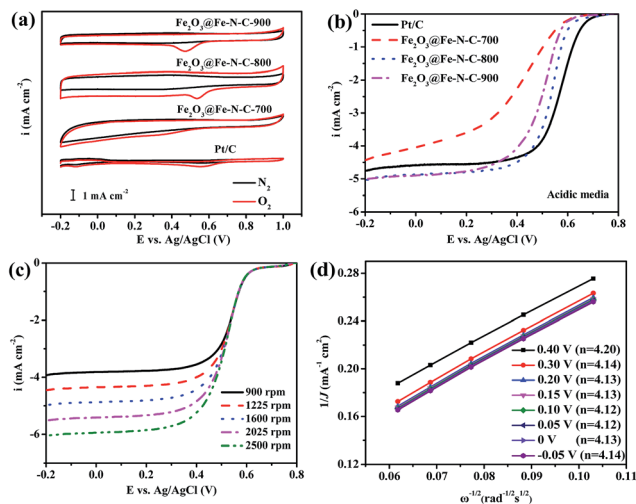 (a)
Fe₂O₃@Fe-N-C-900
Fe₂O₃@Fe-N-C-800
Fe₂O₃@Fe-N-C-700
Pt/C
1 mA cm⁻²
N₂
O₂
i (mA cm⁻²)
-0.2 0.0 0.2 0.4 0.6 0.8 1.0
E vs. Ag/AgCl (V)
(b)
Pt/C
Fe₂O₃@Fe-N-C-700
Fe₂O₃@Fe-N-C-800
Fe₂O₃@Fe-N-C-900
Acidic media
i (mA cm⁻²)
0
-1
-2
-3
-4
-5
-6
-0.2 0.0 0.2 0.4 0.6 0.8
E vs. Ag/AgCl (V)
(c)
900 rpm
1225 rpm
1600 rpm
2025 rpm
2500 rpm
i (mA cm⁻²)
0
-2
-4
-6
-0.2 0.0 0.2 0.4 0.6 0.8
E vs. Ag/AgCl (V)
(d)
0.40 V (n=4.20)
0.30 V (n=4.14)
0.20 V (n=4.13)
0.15 V (n=4.13)
0.10 V (n=4.12)
0.05 V (n=4.12)
0 V (n=4.13)
-0.05 V (n=4.14)
1/J (mA⁻¹ cm²)
0.28
0.24
0.20
0.16
0.12
0.06 0.07 0.08 0.09 0.10 0.11
ω⁻¹/² (rad⁻¹/²s¹/²)